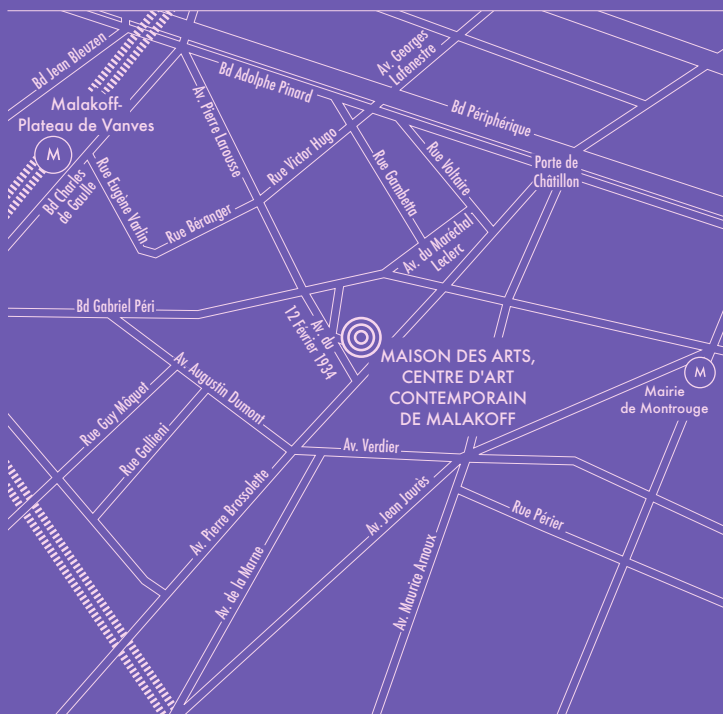 Bd Jean Bleuzen
Av. Georges
Lafenestre
Bd Adolphe Pinard
Malakoff-
Plateau de Vanves
M
Bd Périphérique
Av. Pierre Larousse
Rue Victor Hugo
Rue Gambetta
Rue Voltaire
Porte de
Châtillon
Bd Charles
de Gaulle
Rue Eugène Varlin
Rue Béranger
Av. du Maréchal
Leclerc
Bd Gabriel Péri
Av. du
12 Février 1934
MAISON DES ARTS,
CENTRE D'ART
CONTEMPORAIN
DE MALAKOFF
M
Mairie
de Montrouge
Av. Augustin Dumont
Rue Guy Môquet
Rue Gallieni
Av. Verdier
Av. Pierre Brossolette
Av. Jean Jaurès
Rue Périer
Av. de la Marne
Av. Maurice Arnoux